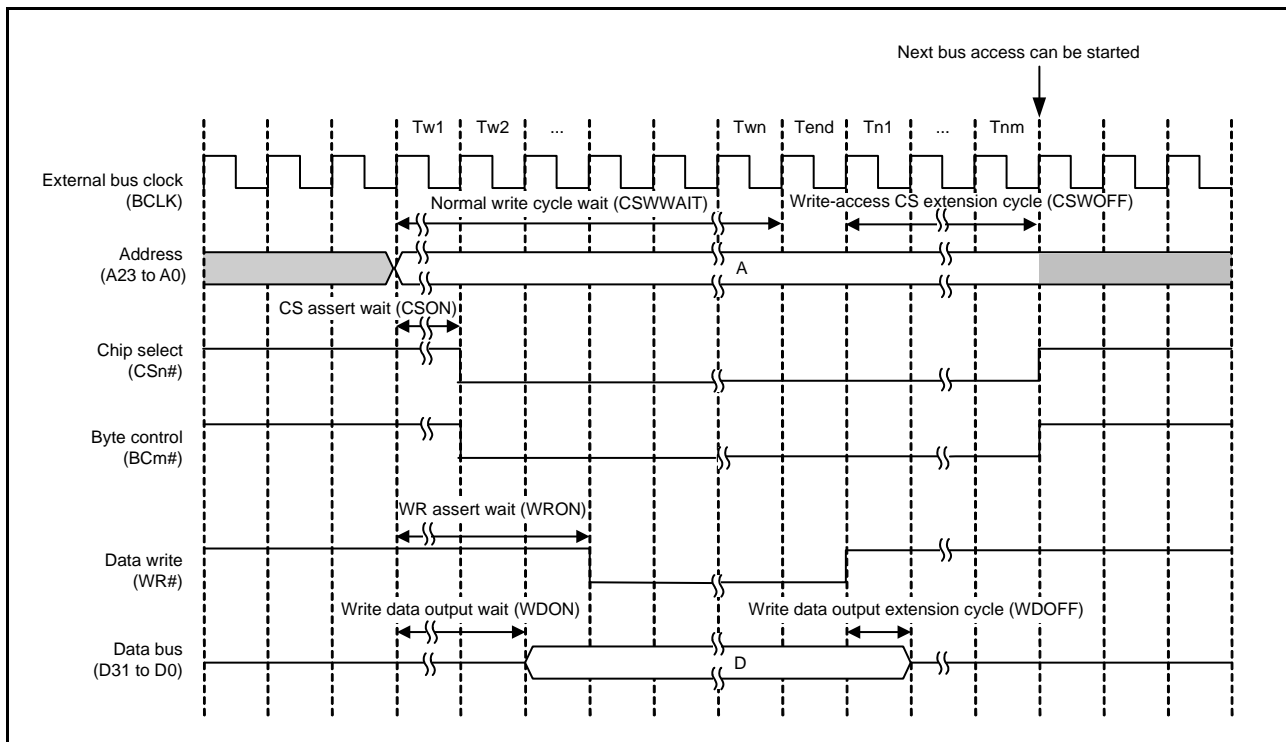 Next bus access can be started
Tw1 Tw2 ... Twn Tend Tn1 ... Tnm
External bus clock
(BCLK)
Normal write cycle wait (CSWWAIT)
Write-access CS extension cycle (CSWOFF)
Address
(A23 to A0)
A
CS assert wait (CSON)
Chip select
(CSn#)
Byte control
(BCm#)
WR assert wait (WRON)
Data write
(WR#)
Write data output wait (WDON)
Write data output extension cycle (WDOFF)
Data bus
(D31 to D0)
D